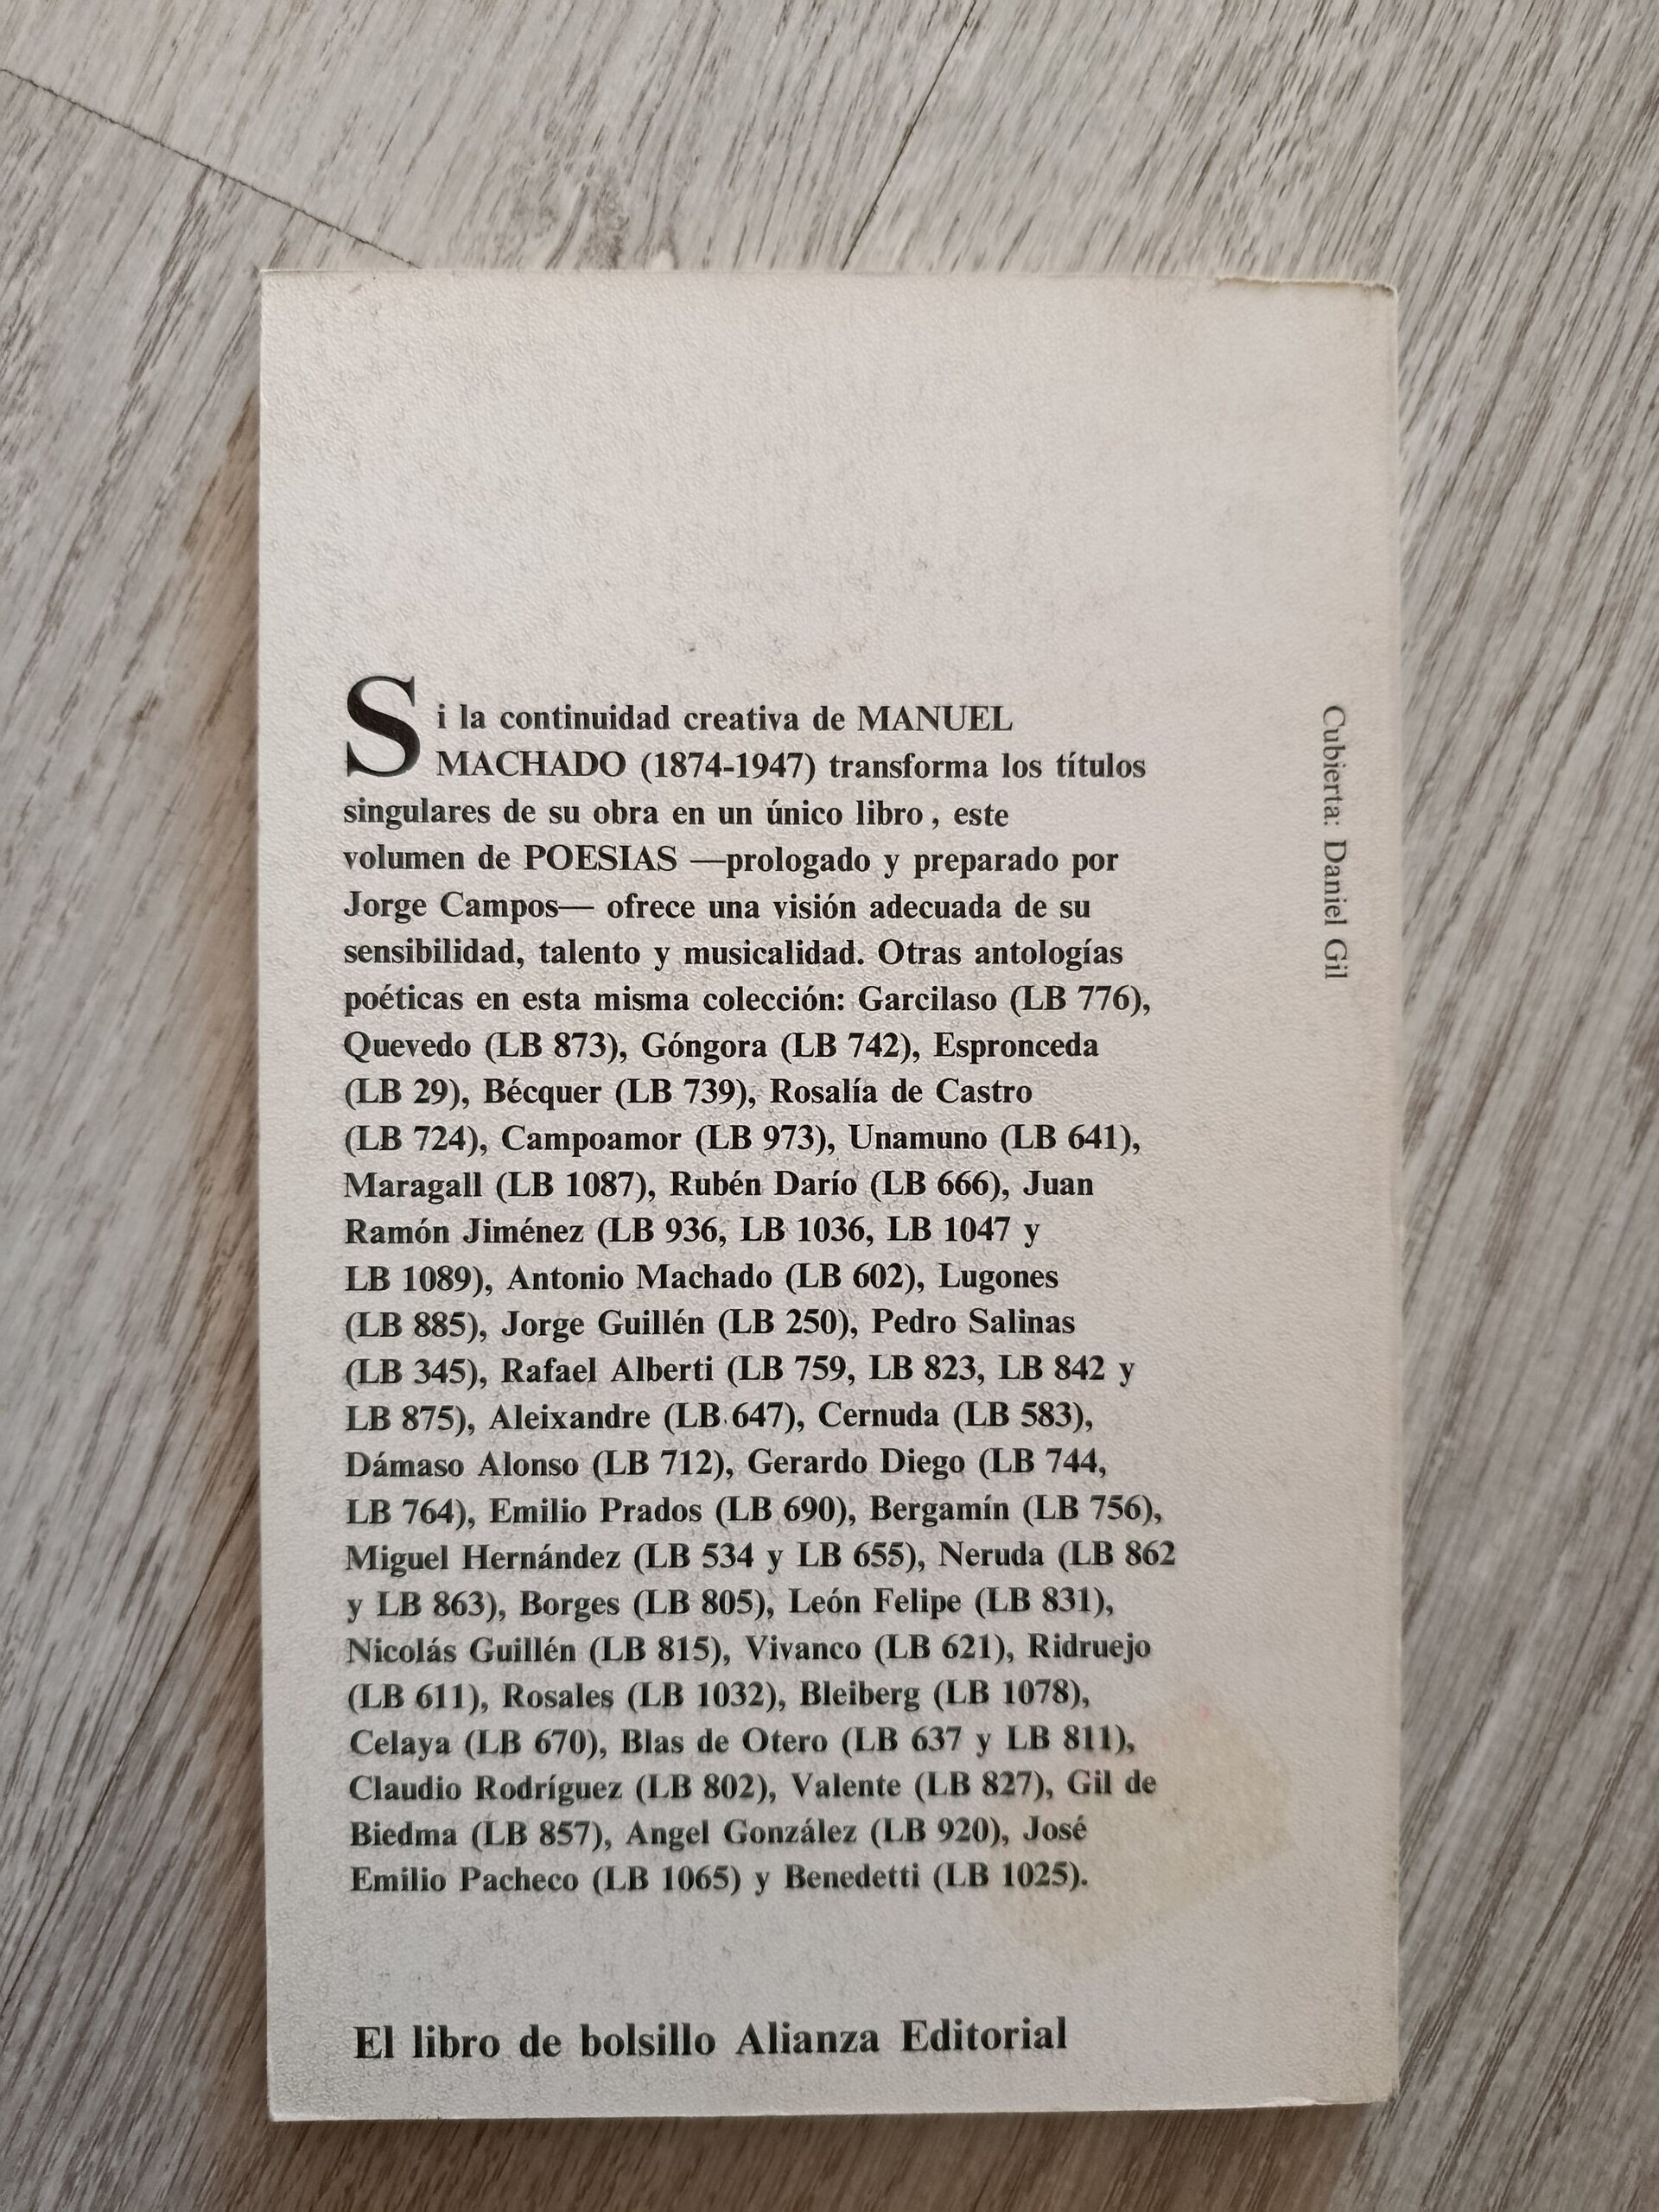 Si la continuidad creativa de MANUEL
MACHADO (1874-1947) transforma los títulos
singulares de su obra en un único libro , este
volumen de POESIAS —prologado y preparado por
Jorge Campos— ofrece una visión adecuada de su
sensibilidad, talento y musicalidad. Otras antologías
poéticas en esta misma colección: Garcilaso (LB 776),
Quevedo (LB 873), Góngora (LB 742), Espronceda
(LB 29), Bécquer (LB 739), Rosalía de Castro
(LB 724), Campoamor (LB 973), Unamuno (LB 641),
Maragall (LB 1087), Rubén Darío (LB 666), Juan
Ramón Jiménez (LB 936, LB 1036, LB 1047 y
LB 1089), Antonio Machado (LB 602), Lugones
(LB 885), Jorge Guillén (LB 250), Pedro Salinas
(LB 345), Rafael Alberti (LB 759, LB 823, LB 842 y
LB 875), Aleixandre (LB 647), Cernuda (LB 583),
Dámaso Alonso (LB 712), Gerardo Diego (LB 744,
LB 764), Emilio Prados (LB 690), Bergamín (LB 756),
Miguel Hernández (LB 534 y LB 655), Neruda (LB 862
y LB 863), Borges (LB 805), León Felipe (LB 831),
Nicolás Guillén (LB 815), Vivanco (LB 621), Ridruejo
(LB 611), Rosales (LB 1032), Bleiberg (LB 1078),
Celaya (LB 670), Blas de Otero (LB 637 y LB 811),
Claudio Rodríguez (LB 802), Valente (LB 827), Gil de
Biedma (LB 857), Angel González (LB 920), José
Emilio Pacheco (LB 1065) y Benedetti (LB 1025).
El libro de bolsillo Alianza Editorial
Cubierta: Daniel Gil